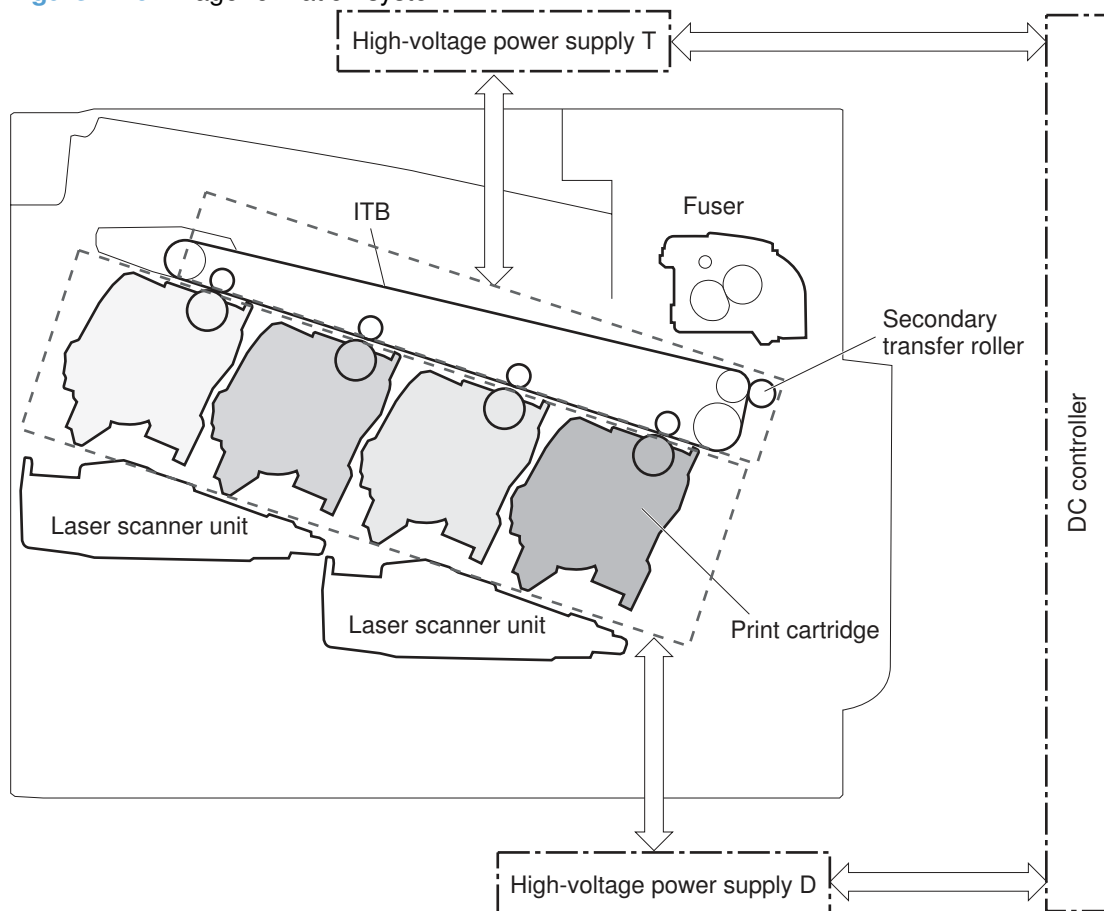 High-voltage power supply T
ITB
Fuser
Secondary
transfer roller
DC controller
Laser scanner unit
Laser scanner unit
Print cartridge
High-voltage power supply D